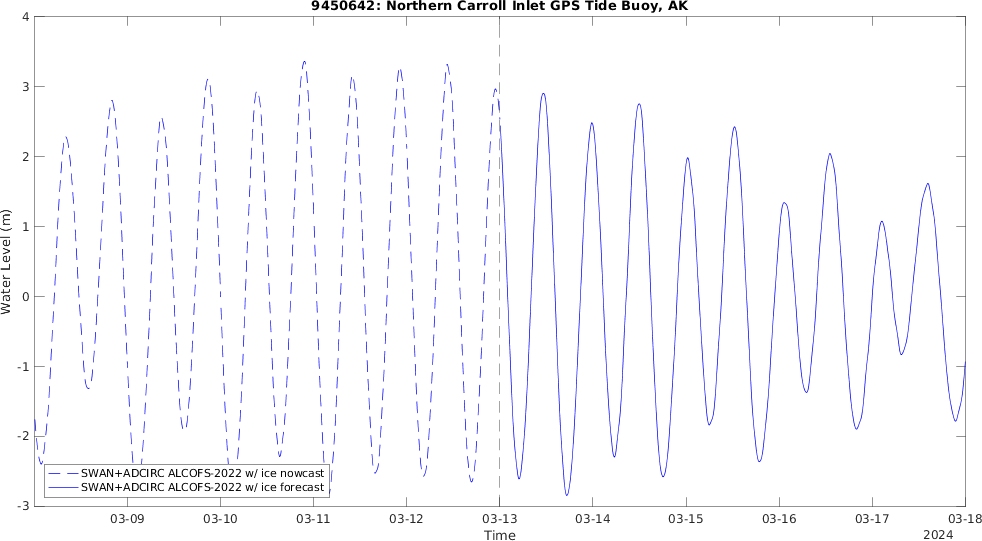 9450642: Northern Carroll Inlet GPS Tide Buoy, AK
4
3
2
1
0
-1
-2
-3
Water Level (m)
SWAN+ADCIRC ALCOFS-2022 w/ ice nowcast
SWAN+ADCIRC ALCOFS-2022 w/ ice forecast
03-09 03-10 03-11 03-12 03-13 03-14 03-15 03-16 03-17 03-18
Time
2024